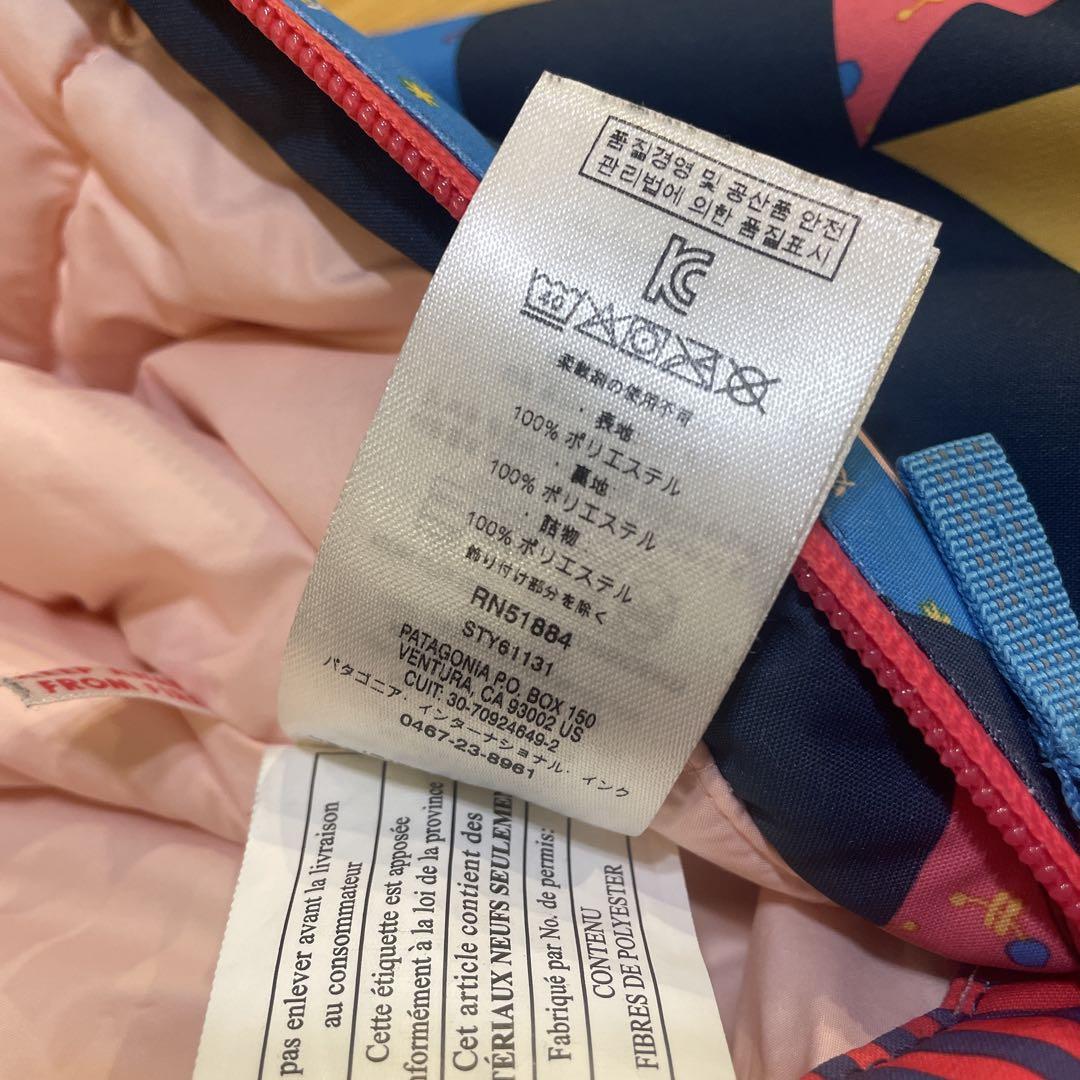 품질경영 및 공산품 안전
관리법에 의한 품질표시
KC
40
柔軟剤の使用不可
・表地
100% ポリエステル
・裏地
100% ポリエステル
・詰物
100% ポリエステル
飾り付け部分を除く
RN51884
STY61131
PATAGONIA P.O. BOX 150
VENTURA, CA 93002 US
CUIT: 30-70924649-2
パタゴニア・インターナショナル・インク
0467-23-8961
FROM
pas enlever avant la livraison
au consommateur
Cette étiquette est apposée
formément à la loi de la province
Cet article contient des
TÉRIAUX NEUFS SEULEMEN
Fabriqué par No. de permis:
CONTENU
FIBRES DE POLYESTER